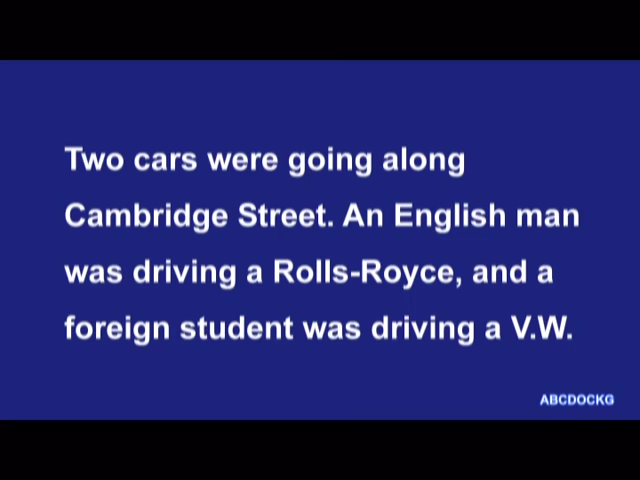 Two cars were going along
Cambridge Street. An English man
was driving a Rolls-Royce, and a
foreign student was driving a V.W.
ABCDOCKG